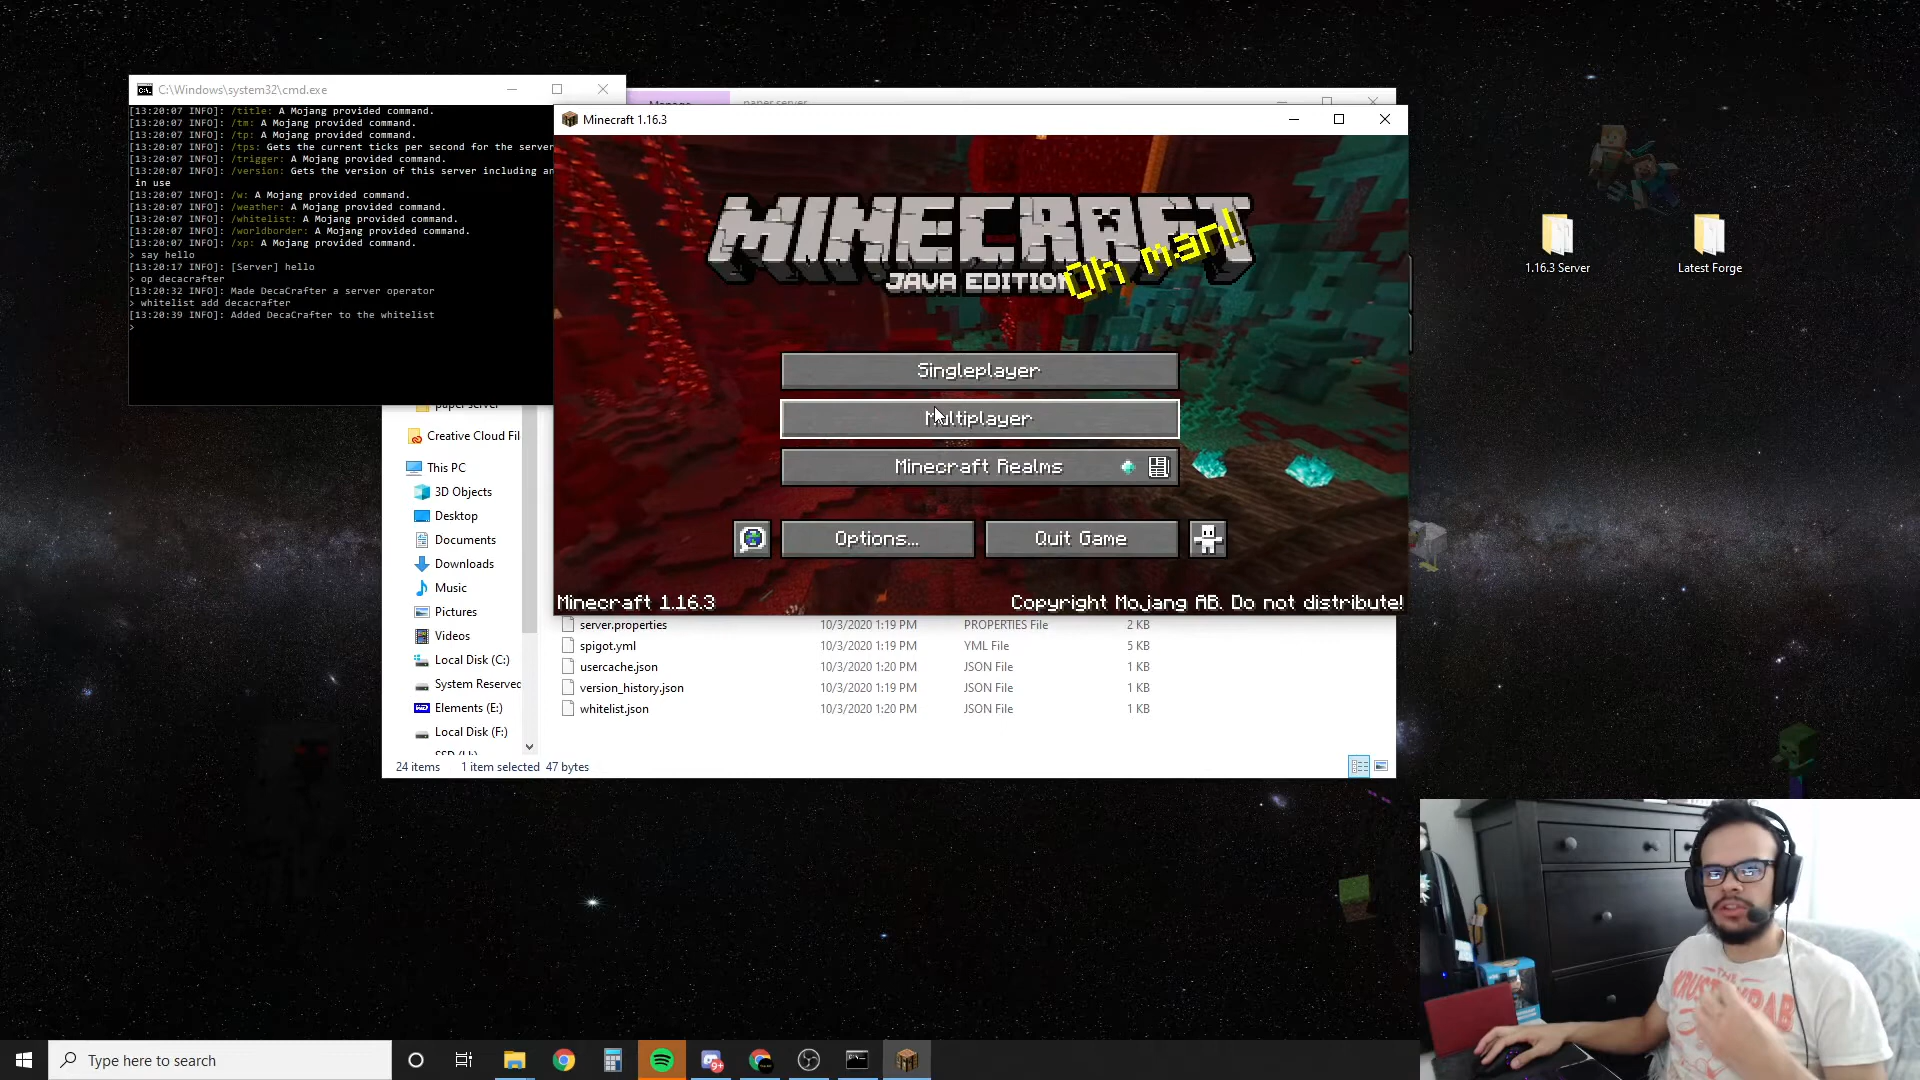 C:\Windows\system32\cmd.exe
[13:20:07 INFO]: /title: A Mojang provided command.
[13:20:07 INFO]: /tm: A Mojang provided command.
[13:20:07 INFO]: /tp: A Mojang provided command.
[13:20:07 INFO]: /tps: Gets the current ticks per second for the server
[13:20:07 INFO]: /trigger: A Mojang provided command.
[13:20:07 INFO]: /version: Gets the version of this server including an
in use
[13:20:07 INFO]: /w: A Mojang provided command.
[13:20:07 INFO]: /weather: A Mojang provided command.
[13:20:07 INFO]: /whitelist: A Mojang provided command.
[13:20:07 INFO]: /worldborder: A Mojang provided command.
[13:20:07 INFO]: /xp: A Mojang provided command.
> say hello
[13:20:17 INFO]: [Server] hello
> op decacrafter
[13:20:32 INFO]: Made DecaCrafter a server operator
> whitelist add decacrafter
[13:20:39 INFO]: Added DecaCrafter to the whitelist
>
Manage
paper server
Minecraft 1.16.3
MINECRAFT
JAVA EDITION
Oh man!
Singleplayer
Multiplayer
Minecraft Realms
Options...
Quit Game
Minecraft 1.16.3
Copyright Mojang AB. Do not distribute!
1.16.3 Server
Latest Forge
paper server
Creative Cloud Fil
This PC
3D Objects
Desktop
Documents
Downloads
Music
Pictures
Videos
Local Disk (C:)
System Reserved
Elements (E:)
Local Disk (F:)
server.properties 10/3/2020 1:19 PM PROPERTIES File 2 KB
spigot.yml 10/3/2020 1:19 PM YML File 5 KB
usercache.json 10/3/2020 1:20 PM JSON File 1 KB
version_history.json 10/3/2020 1:19 PM JSON File 1 KB
whitelist.json 10/3/2020 1:20 PM JSON File 1 KB
24 items 1 item selected 47 bytes
THE
Type here to search
9+